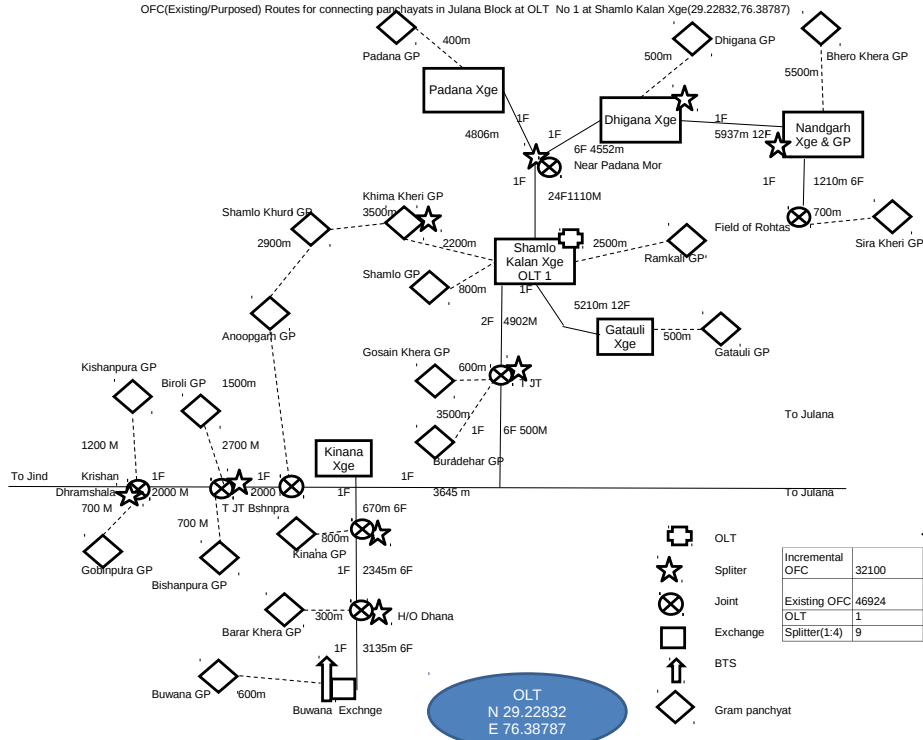 OFC(Existing/Purposed) Routes for connecting panchayats in Julana Block at OLT No 1 at Shamlo Kalan Xge(29.22832,76.38787)
400m
Padana GP
Dhigana GP
500m
Bhero Khera GP
5500m
Padana Xge
Dhigana Xge
Nandgarh
Xge & GP
1F
4806m
1F
6F 4552m
1F
5937m 12F
Near Padana Mor
1F
24F1110M
1F
1210m 6F
700m
Field of Rohtas
Sira Kheri GP
Khima Kheri GP
3500m
Shamlo Khurd GP
2900m
2200m
Shamlo
Kalan Xge
OLT 1
2500m
Ramkali GP
Shamlo GP
800m
1F
5210m 12F
Gatauli
Xge
500m
Gatauli GP
2F
4902M
Anoopgarh GP
Gosain Khera GP
600m
T JT
3500m
1F
6F 500M
Buradehar GP
Kishanpura GP
Biroli GP
1500m
1200 M
2700 M
To Julana
Kinana
Xge
To Jind
Krishan
Dhramshala
1F
2000 M
1F
2000
1F
1F
3645 m
To Julana
700 M
T JT Bshnpra
700 M
670m 6F
Gobinpura GP
Bishanpura GP
800m
Kinana GP
1F
2345m 6F
300m
H/O Dhana
Barar Khera GP
1F
3135m 6F
Buwana GP
600m
Buwana Exchnge
OLT
N 29.22832
E 76.38787
OLT
Spliter
Joint
Exchange
BTS
Gram panchyat
Incremental
OFC 32100
Existing OFC 46924
OLT 1
Splitter(1:4) 9